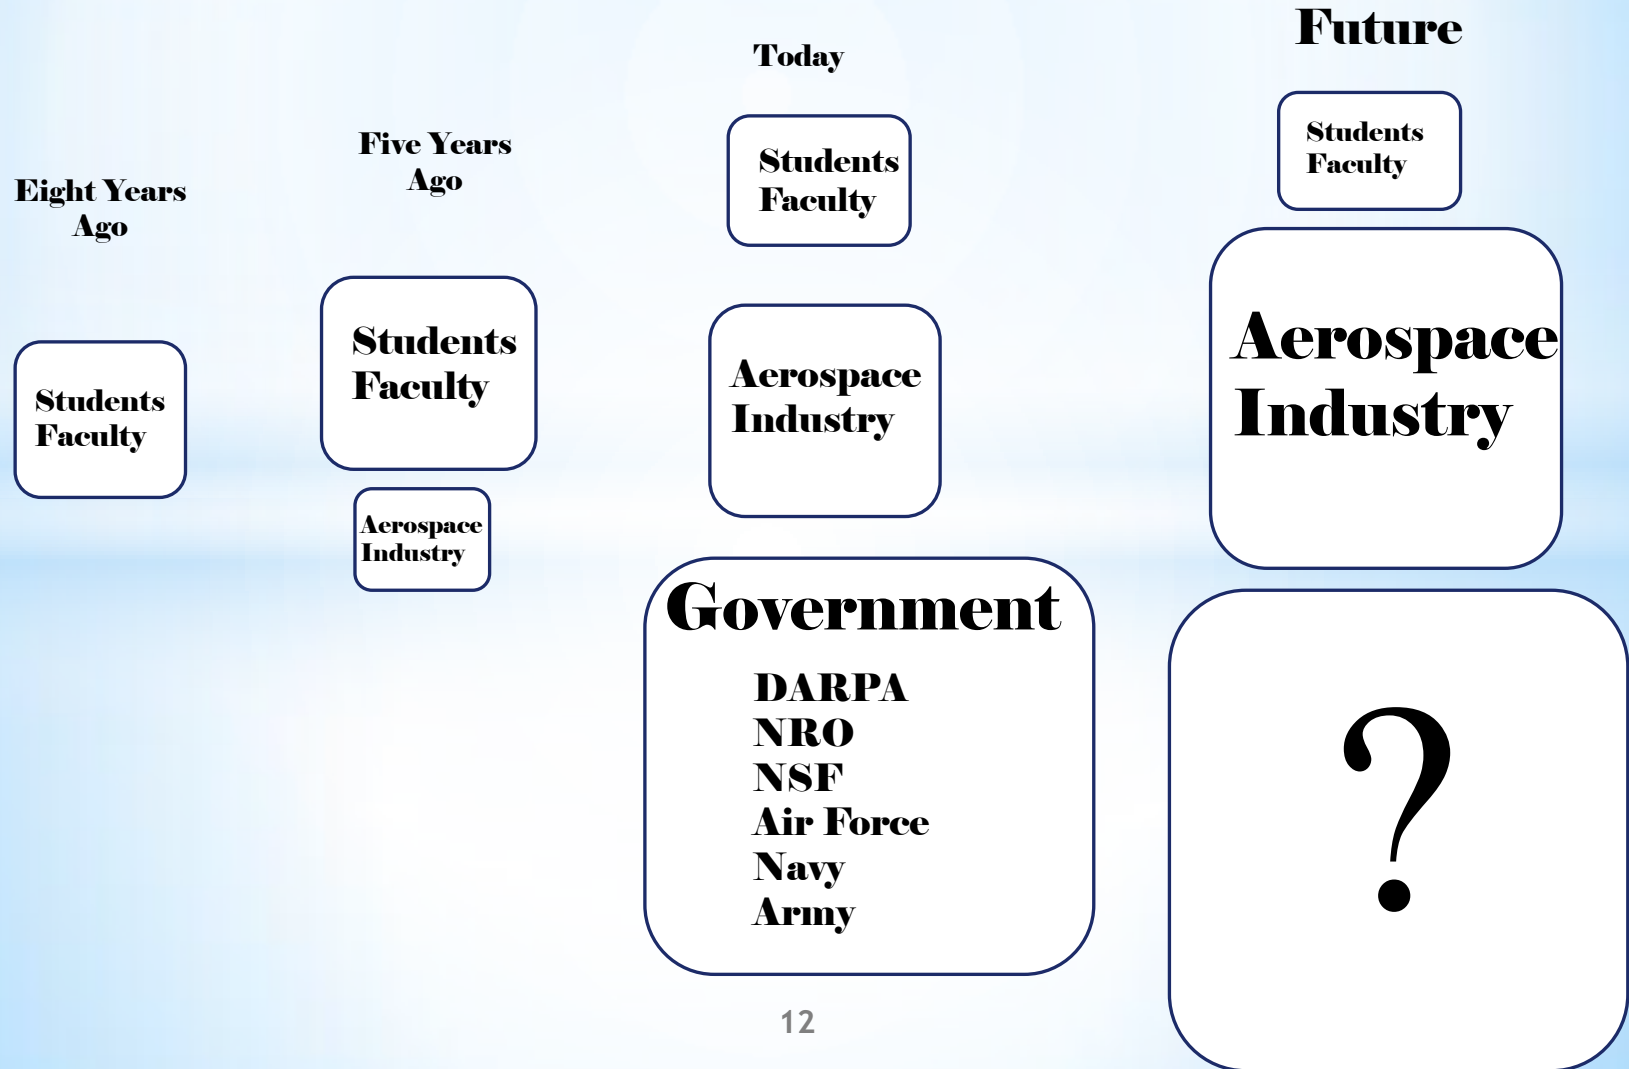 Eight Years
Ago
Students
Faculty
Five Years
Ago
Students
Faculty
Aerospace
Industry
Today
Students
Faculty
Aerospace
Industry
Government
DARPA
NRO
NSF
Air Force
Navy
Army
Future
Students
Faculty
Aerospace
Industry
?
12